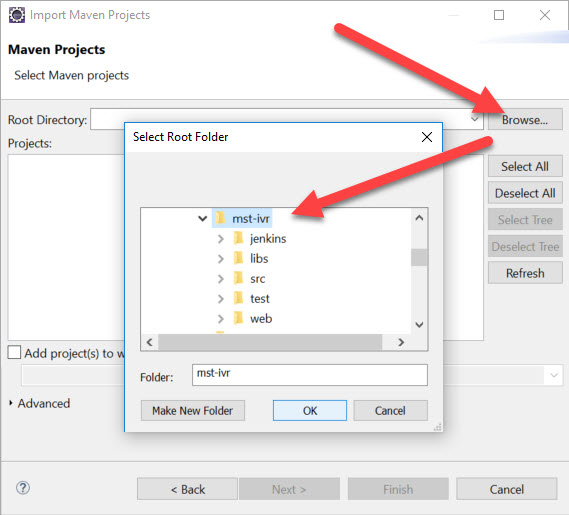 Import Maven Projects
Maven Projects
Select Maven projects
Root Directory:
Browse...
Projects:
Select Root Folder
Select All
Deselect All
Select Tree
Deselect Tree
Refresh
mst-ivr
jenkins
libs
src
test
web
Add project(s) to w
Folder: mst-ivr
Advanced
Make New Folder OK Cancel
? < Back Next > Finish Cancel